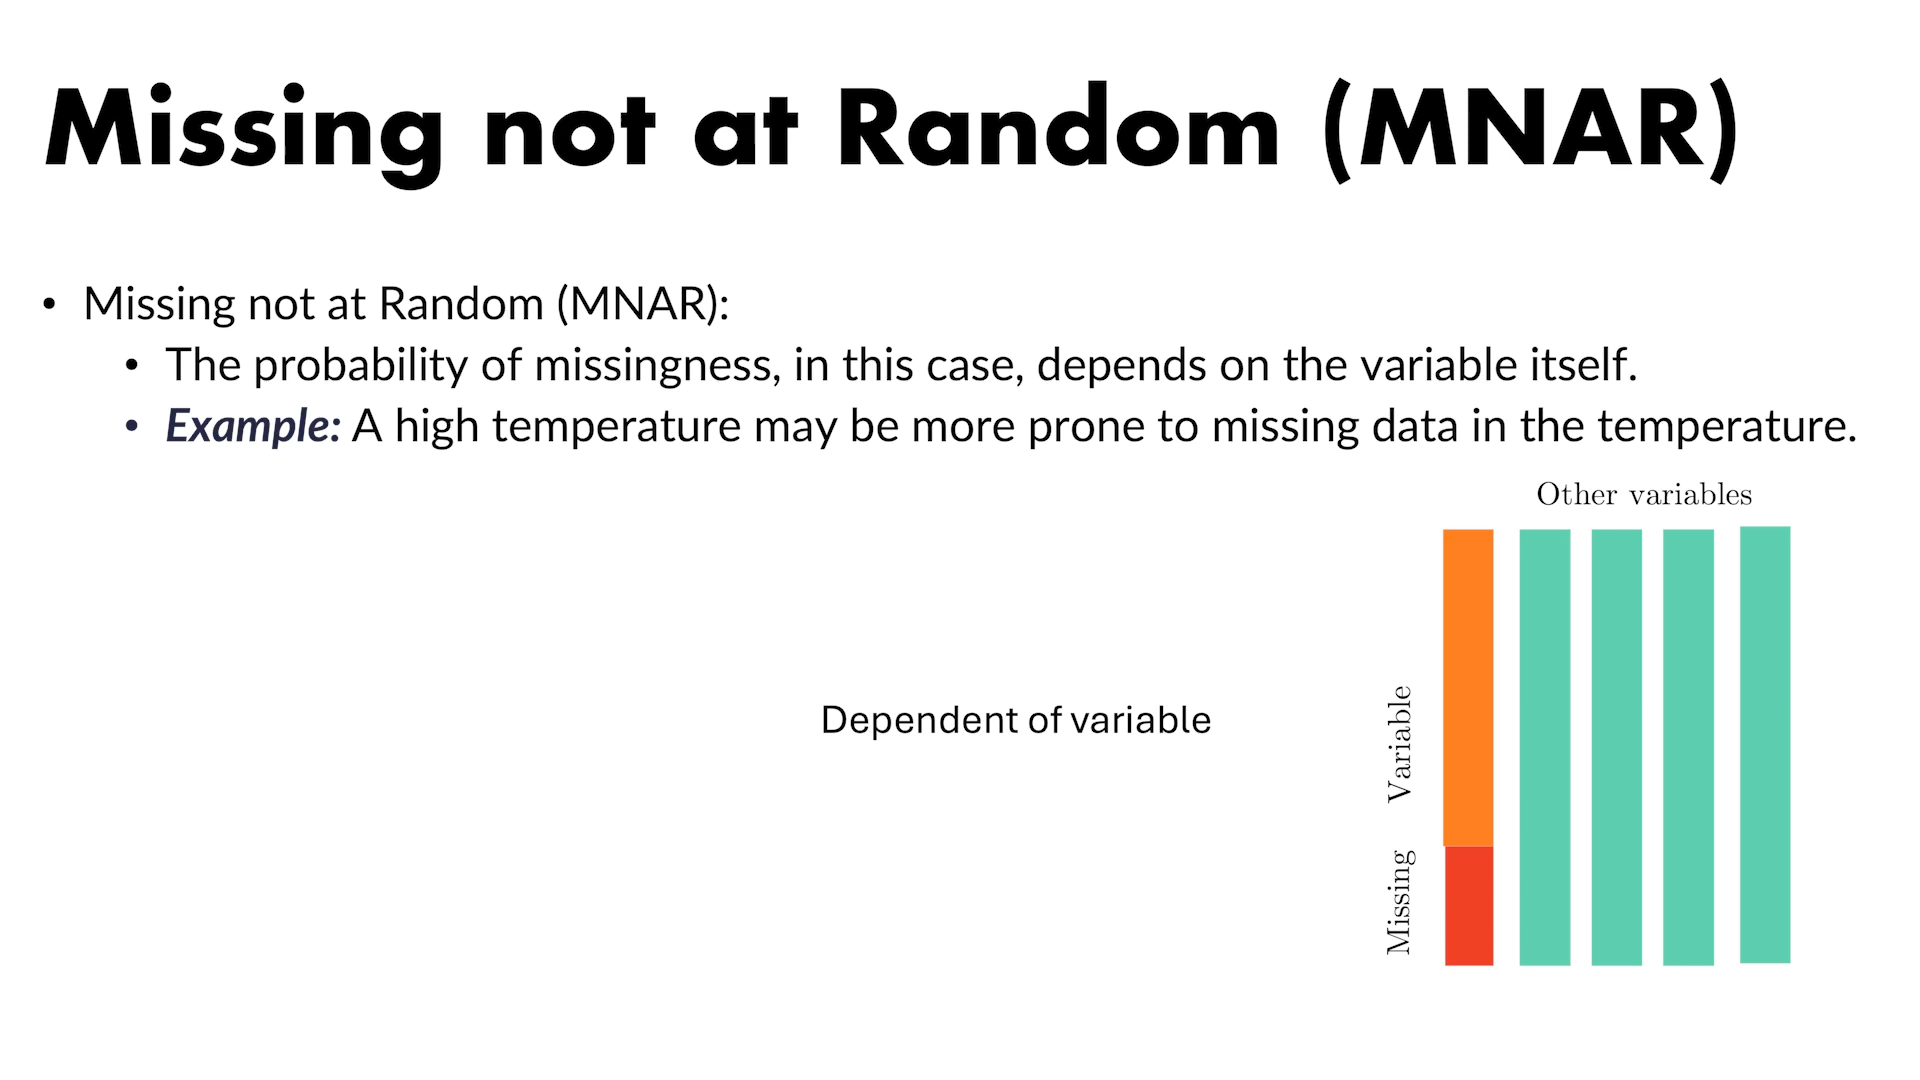 Missing not at Random (MNAR)
• Missing not at Random (MNAR):
• The probability of missingness, in this case, depends on the variable itself.
• Example: A high temperature may be more prone to missing data in the temperature.
Other variables
Dependent of variable
Variable
Missing